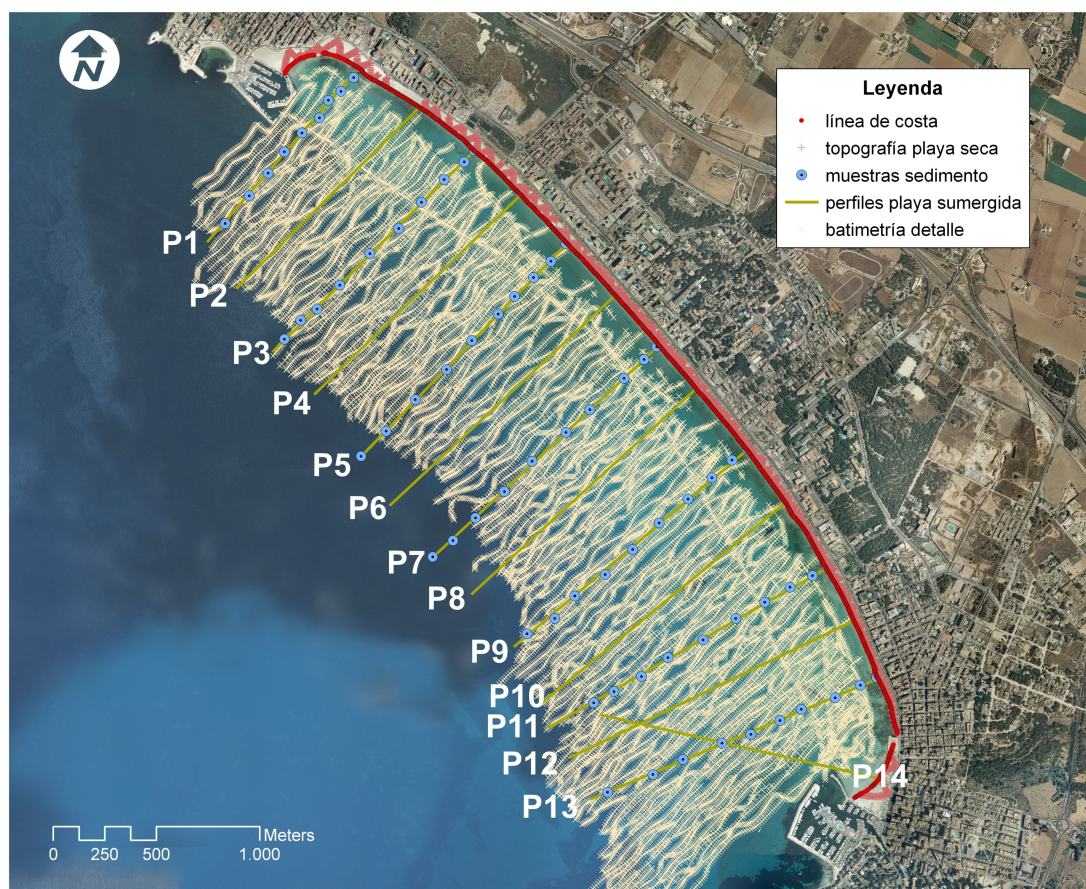 N
Leyenda
línea de costa
topografía playa seca
muestras sedimento
perfiles playa sumergida
batimetría detalle
P1
P2
P3
P4
P5
P6
P7
P8
P9
P10
P11
P12
P13
P14
Meters
0 250 500 1.000